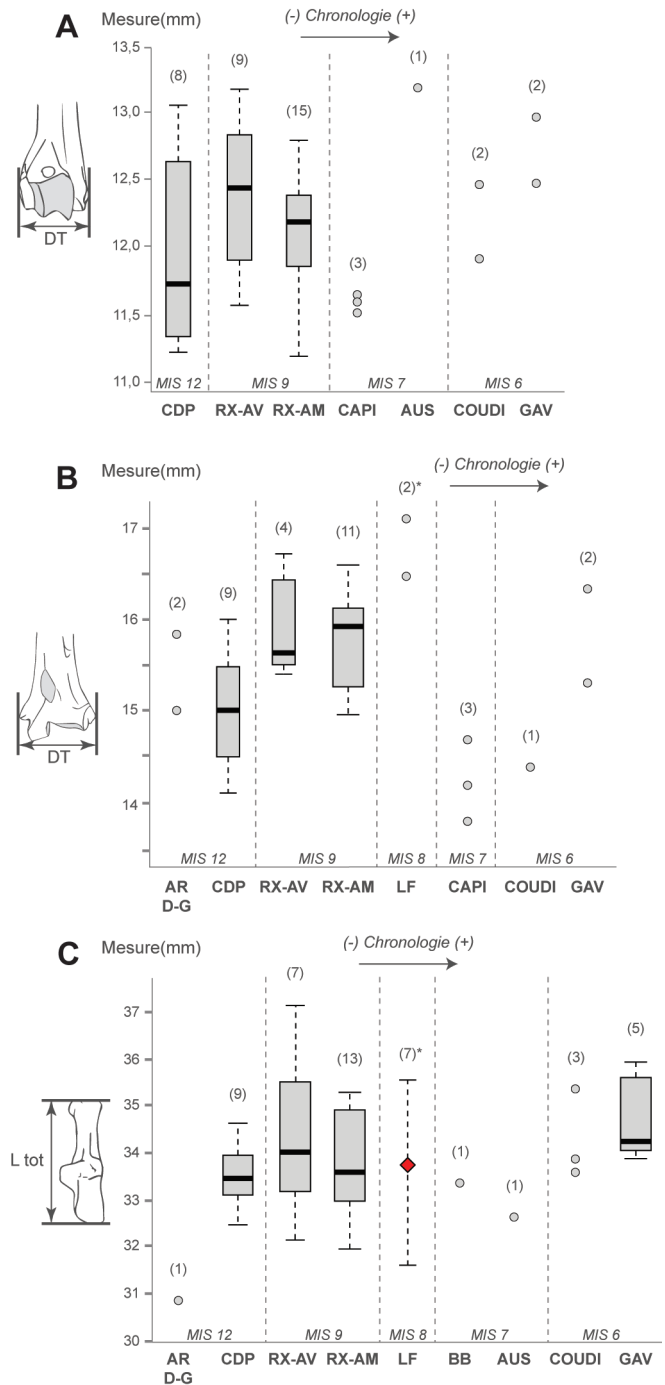 A
Mesure(mm)
(-) Chronologie (+)
13,5
13,0
12,5
12,0
11,5
11,0
(8)
(9)
(15)
(3)
(1)
(2)
(2)
DT
MIS 12
MIS 9
MIS 7
MIS 6
CDP
RX-AV
RX-AM
CAPI
AUS
COUDI
GAV
B
Mesure(mm)
(-) Chronologie (+)
17
16
15
14
(2)
(9)
(4)
(11)
(2)*
(3)
(1)
(2)
DT
MIS 12
MIS 9
MIS 8
MIS 7
MIS 6
AR
D-G
CDP
RX-AV
RX-AM
LF
CAPI
COUDI
GAV
C
Mesure(mm)
(-) Chronologie (+)
37
36
35
34
33
32
31
30
(1)
(9)
(7)
(13)
(7)*
(1)
(1)
(3)
(5)
L tot
MIS 12
MIS 9
MIS 8
MIS 7
MIS 6
AR
D-G
CDP
RX-AV
RX-AM
LF
BB
AUS
COUDI
GAV